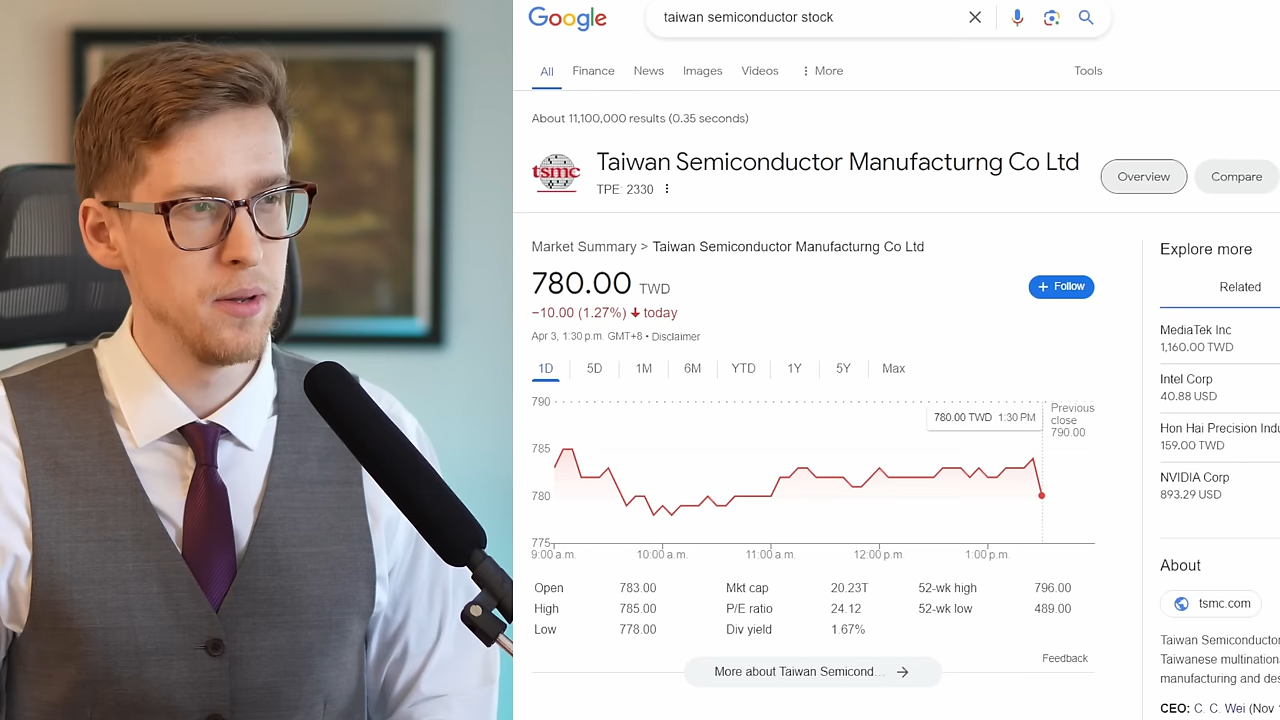 Google
taiwan semiconductor stock
All Finance News Images Videos More Tools
About 11,100,000 results (0.35 seconds)
tsmc
Taiwan Semiconductor Manufacturng Co Ltd
TPE: 2330
Overview Compare
Market Summary > Taiwan Semiconductor Manufacturng Co Ltd
780.00 TWD
+ Follow
−10.00 (1.27%) today
Apr 3, 1:30 p.m. GMT+8 • Disclaimer
1D 5D 1M 6M YTD 1Y 5Y Max
790
785
780
775
780.00 TWD 1:30 PM
Previous
close
790.00
9:00 a.m. 10:00 a.m. 11:00 a.m. 12:00 p.m. 1:00 p.m.
Open 783.00 Mkt cap 20.23T 52-wk high 796.00
High 785.00 P/E ratio 24.12 52-wk low 489.00
Low 778.00 Div yield 1.67%
Feedback
More about Taiwan Semicond...
Explore more
Related
MediaTek Inc
1,160.00 TWD
Intel Corp
40.88 USD
Hon Hai Precision Indu
159.00 TWD
NVIDIA Corp
893.29 USD
About
tsmc.com
Taiwan Semiconductor
Taiwanese multination
manufacturing and des
CEO: C. C. Wei (Nov